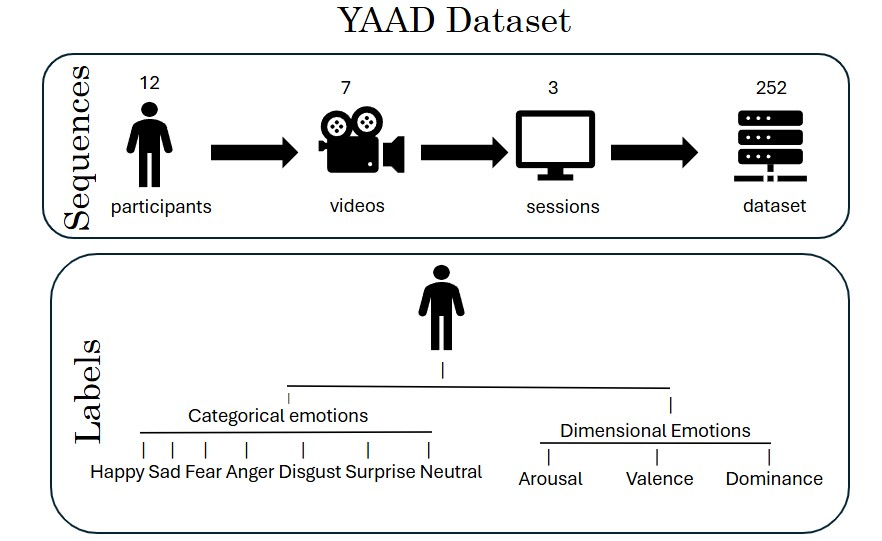 YAAD Dataset
Sequences
12
7
3
252
participants
videos
sessions
dataset
Labels
Categorical emotions
Happy Sad Fear Anger Disgust Surprise Neutral
Dimensional Emotions
Arousal
Valence
Dominance